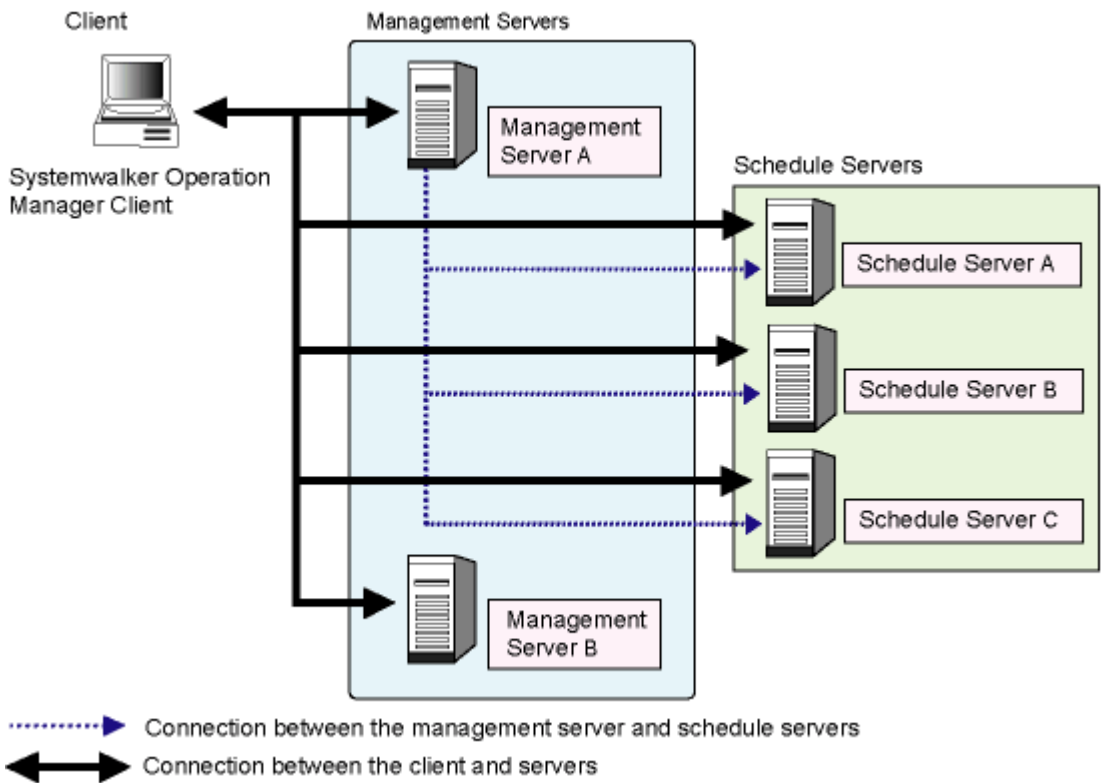 Client
Management Servers
Management
Server A
Systemwalker Operation
Manager Client
Schedule Servers
Schedule Server A
Schedule Server B
Schedule Server C
Management
Server B
Connection between the management server and schedule servers
Connection between the client and servers